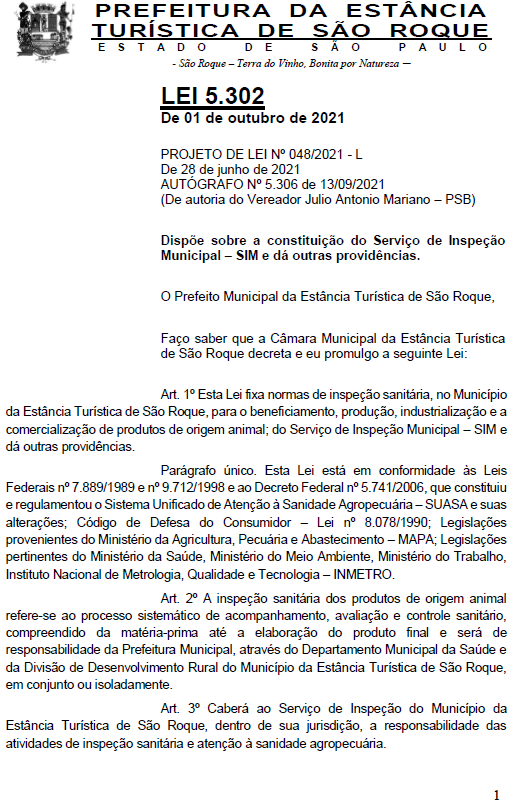 PREFEITURA DA ESTÂNCIA
TURÍSTICA DE SÃO ROQUE
ESTADO DE SÃO PAULO
- São Roque – Terra do Vinho, Bonita por Natureza –
LEI 5.302
De 01 de outubro de 2021
PROJETO DE LEI Nº 048/2021 - L
De 28 de junho de 2021
AUTÓGRAFO Nº 5.306 de 13/09/2021
(De autoria do Vereador Julio Antonio Mariano – PSB)
Dispõe sobre a constituição do Serviço de Inspeção
Municipal – SIM e dá outras providências.
O Prefeito Municipal da Estância Turística de São Roque,
Faço saber que a Câmara Municipal da Estância Turística
de São Roque decreta e eu promulgo a seguinte Lei:
Art. 1º Esta Lei fixa normas de inspeção sanitária, no Município
da Estância Turística de São Roque, para o beneficiamento, produção, industrialização e a
comercialização de produtos de origem animal; do Serviço de Inspeção Municipal – SIM e
dá outras providências.
Parágrafo único. Esta Lei está em conformidade às Leis
Federais nº 7.889/1989 e nº 9.712/1998 e ao Decreto Federal nº 5.741/2006, que constituiu
e regulamentou o Sistema Unificado de Atenção à Sanidade Agropecuária – SUASA e suas
alterações; Código de Defesa do Consumidor – Lei nº 8.078/1990; Legislações
provenientes do Ministério da Agricultura, Pecuária e Abastecimento – MAPA; Legislações
pertinentes do Ministério da Saúde, Ministério do Meio Ambiente, Ministério do Trabalho,
Instituto Nacional de Metrologia, Qualidade e Tecnologia – INMETRO.
Art. 2º A inspeção sanitária dos produtos de origem animal
refere-se ao processo sistemático de acompanhamento, avaliação e controle sanitário,
compreendido da matéria-prima até a elaboração do produto final e será de
responsabilidade da Prefeitura Municipal, através do Departamento Municipal da Saúde e
da Divisão de Desenvolvimento Rural do Município da Estância Turística de São Roque,
em conjunto ou isoladamente.
Art. 3º Caberá ao Serviço de Inspeção do Município da
Estância Turística de São Roque, dentro de sua jurisdição, a responsabilidade das
atividades de inspeção sanitária e atenção à sanidade agropecuária.
1